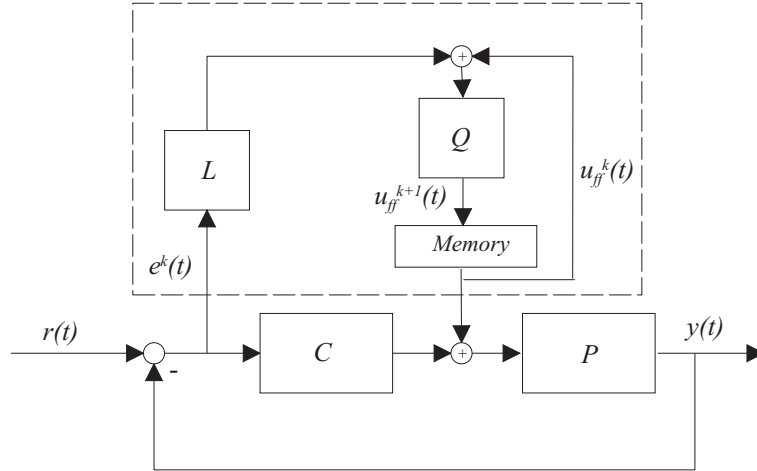 +
Q
L
u_ff^k(t)
u_ff^{k+1}(t)
Memory
e^k(t)
r(t)
y(t)
C
+
P
-